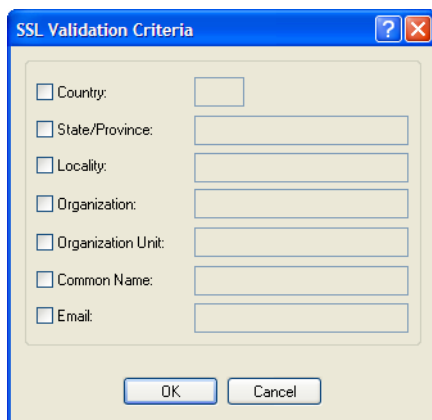 SSL Validation Criteria
?
Country:
State/Province:
Locality:
Organization:
Organization Unit:
Common Name:
Email:
OK Cancel